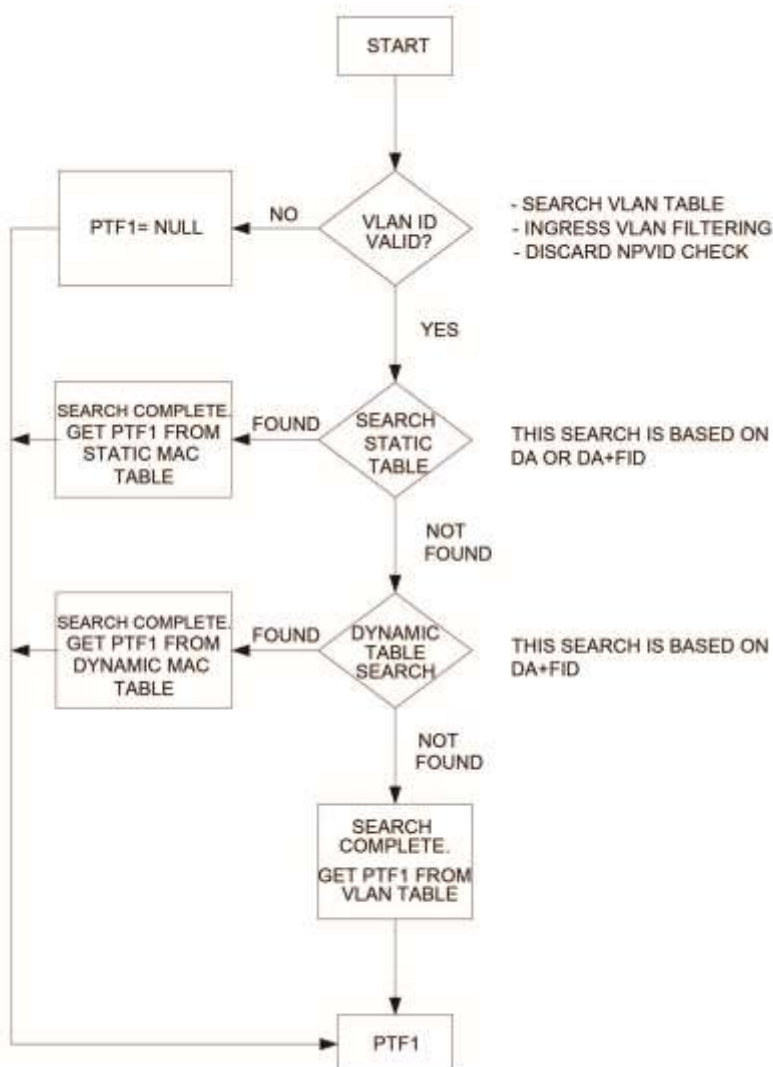 START
PTF1= NULL
NO
VLAN ID
VALID?
- SEARCH VLAN TABLE
- INGRESS VLAN FILTERING
- DISCARD NPVID CHECK
YES
SEARCH COMPLETE.
GET PTF1 FROM
STATIC MAC
TABLE
FOUND
SEARCH
STATIC
TABLE
THIS SEARCH IS BASED ON
DA OR DA+FID
NOT
FOUND
SEARCH COMPLETE.
GET PTF1 FROM
DYNAMIC MAC
TABLE
FOUND
DYNAMIC
TABLE
SEARCH
THIS SEARCH IS BASED ON
DA+FID
NOT
FOUND
SEARCH
COMPLETE.
GET PTF1 FROM
VLAN TABLE
PTF1